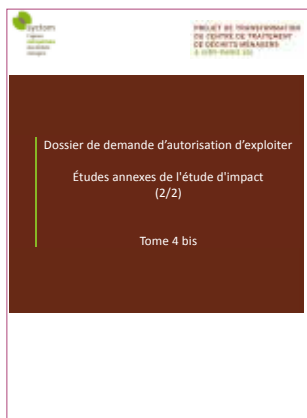 syctom
PROJET DE TRANSFORMATION
DU CENTRE DE TRAITEMENT
DE DÉCHETS MÉNAGERS
Dossier de demande d'autorisation d'exploiter
Études annexes de l'étude d'impact
(2/2)
Tome 4 bis